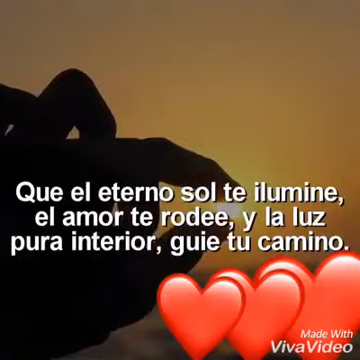 Que el eterno sol te ilumine,
el amor te rodee, y la luz
pura interior, guie tu camino.
Made With
VivaVideo